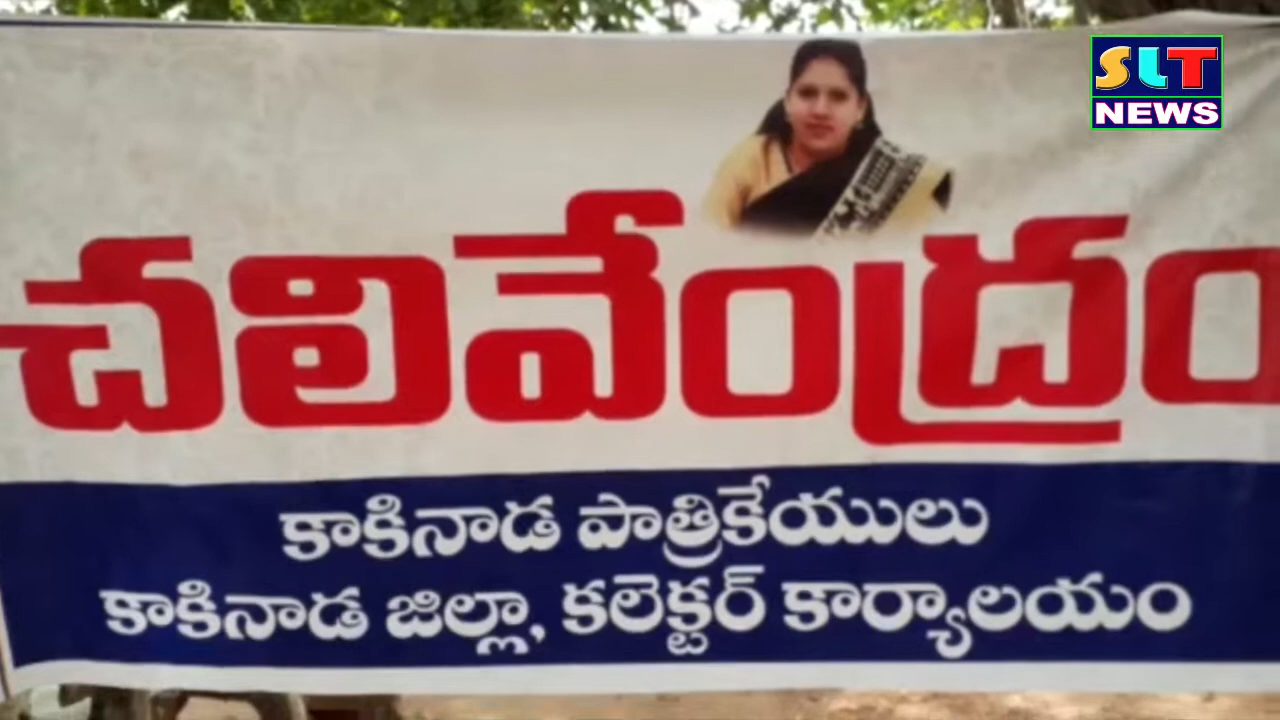 SLT
NEWS
చలివేంద్రం
కాకినాడ పాత్రికేయులు
కాకినాడ జిల్లా, కలెక్టర్ కార్యాలయం